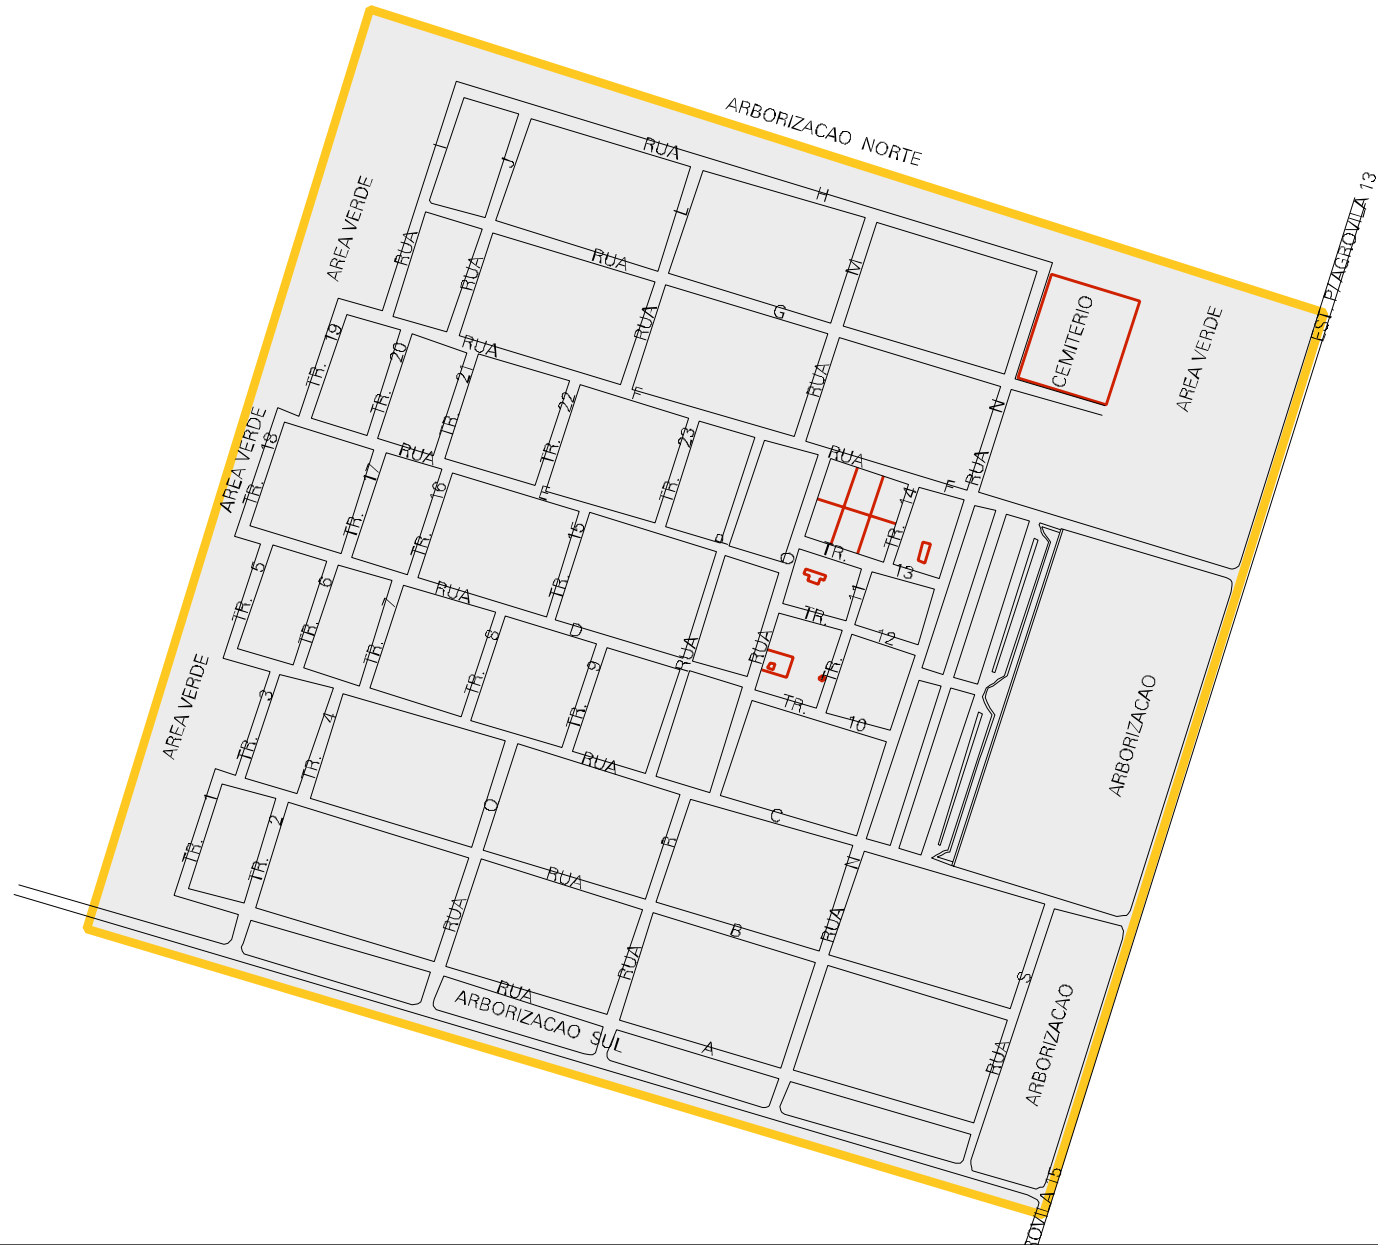 ARBORIZACAO NORTE
EST. P/ AGROVILA 13
RUA H
RUA I
RUA J
RUA L
RUA M
AREA VERDE
RUA G
CEMITERIO
AREA VERDE
TR. 19
TR. 20
TR. 21
RUA F
TR. 22
TR. 23
RUA N
RUA F
AREA VERDE
TR. 18
TR. 17
RUA
TR. 16
TR. 15
TR. 14
TR. 13
RUA O
TR. 11
TR. 12
TR. 5
TR. 6
TR. 7
RUA D
TR. 8
TR. 9
RUA
TR.
TR. 10
AREA VERDE
TR. 3
TR. 4
RUA C
ARBORIZACAO
TR. 1
TR. 2
RUA B
RUA
RUA R
RUA N
RUA A
RUA S
ARBORIZACAO SUL
ARBORIZACAO
ROVILA 15